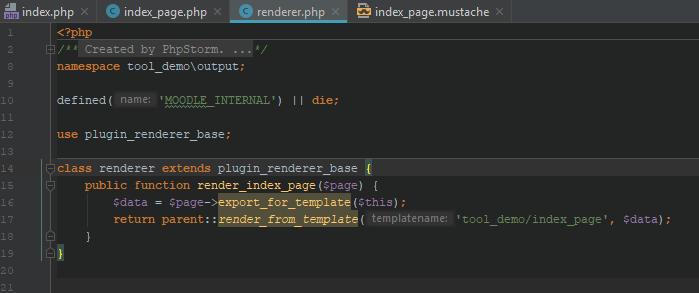 index.php index_page.php renderer.php index_page.mustache
1 <?php
2 /** Created by PhpStorm. ...*/
8 namespace tool_demo\output;
9
10 defined( name: 'MOODLE_INTERNAL') || die;
11
12 use plugin_renderer_base;
13
14 class renderer extends plugin_renderer_base {
15 public function render_index_page($page) {
16 $data = $page->export_for_template($this);
17 return parent::render_from_template( templatename: 'tool_demo/index_page', $data);
18 }
19 }
20
21